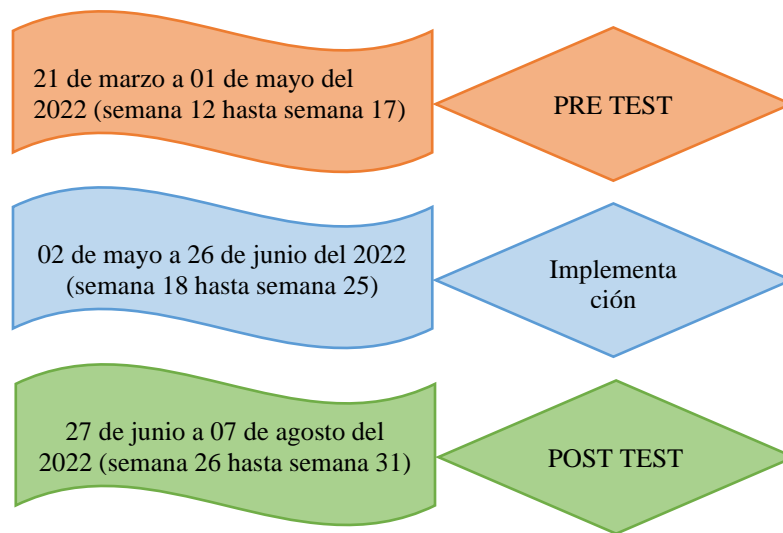 21 de marzo a 01 de mayo del
2022 (semana 12 hasta semana 17)
PRE TEST
02 de mayo a 26 de junio del 2022
(semana 18 hasta semana 25)
Implementa
ción
27 de junio a 07 de agosto del
2022 (semana 26 hasta semana 31)
POST TEST